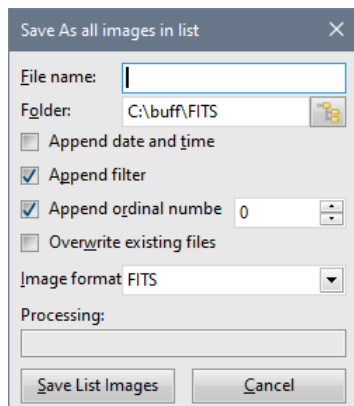 Save As all images in list
File name:
Folder: C:\buff\FITS
Append date and time
Append filter
Append ordinal numbe 0
Overwrite existing files
Image format FITS
Processing:
Save List Images Cancel